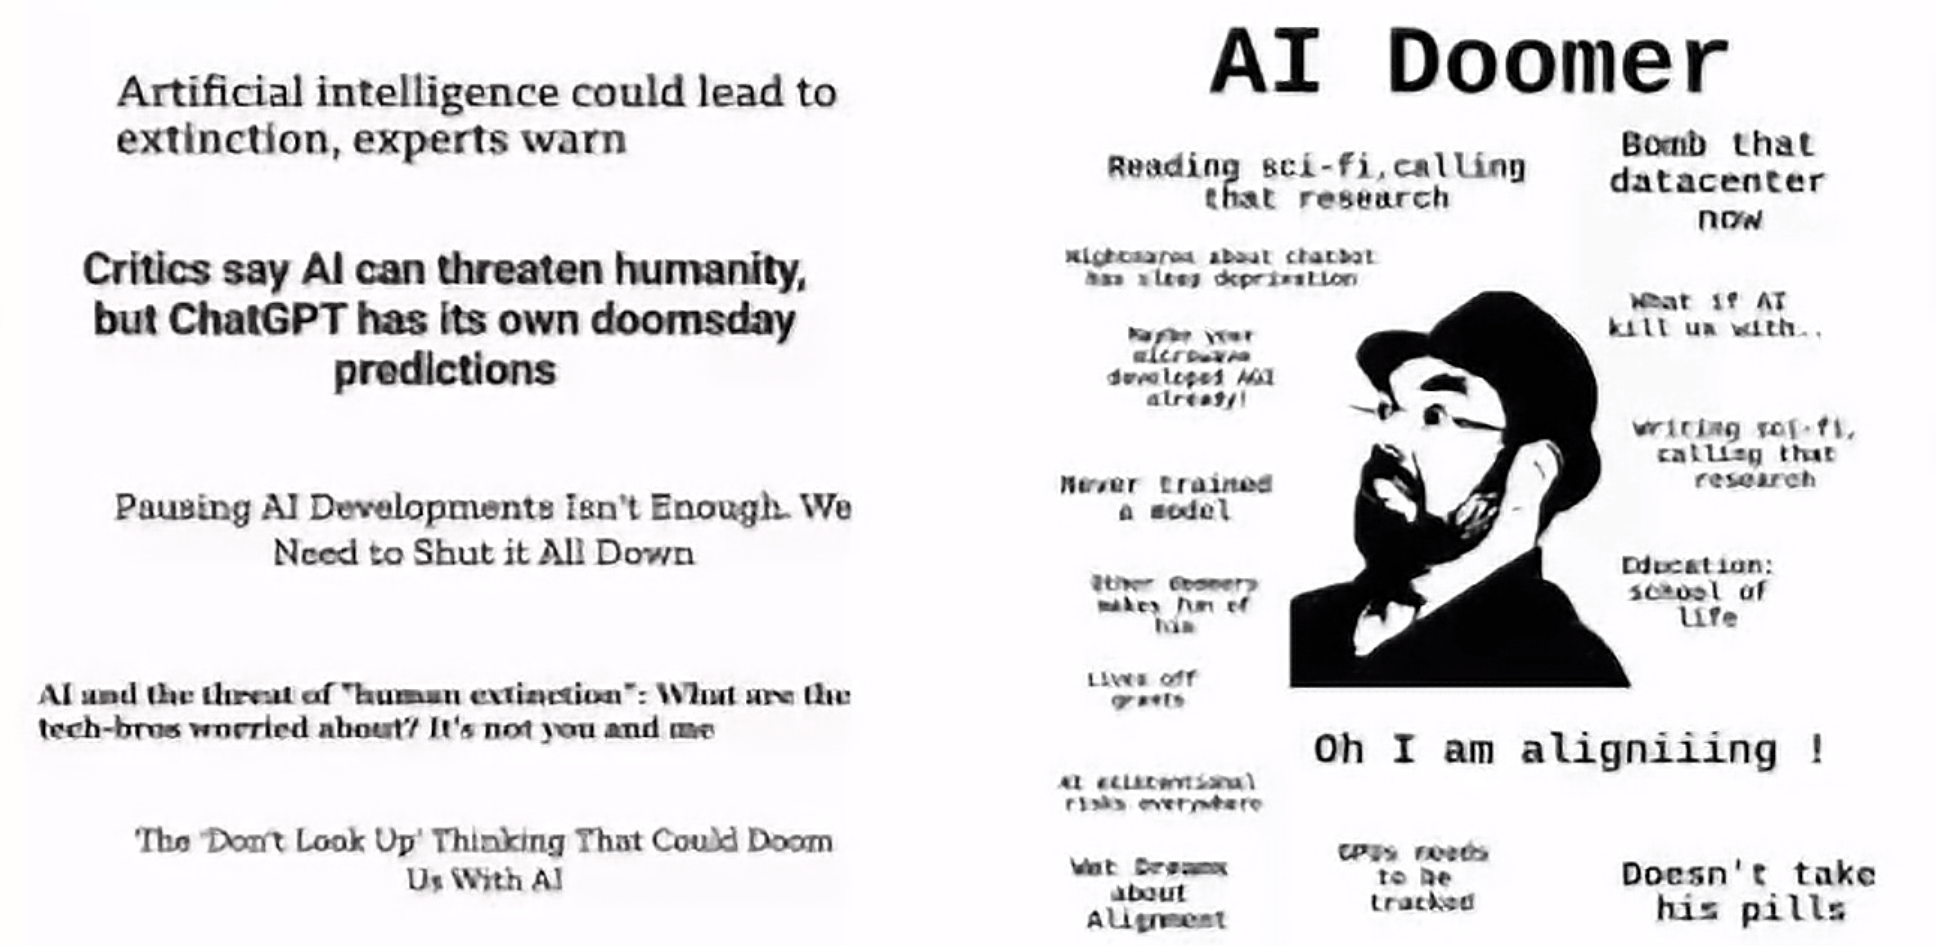 Artificial intelligence could lead to
extinction, experts warn
Critics say AI can threaten humanity,
but ChatGPT has its own doomsday
predictions
Pausing AI Developments Isn't Enough. We
Need to Shut it All Down
AI and the threat of "human extinction": What are the
tech-bros worried about? It's not you and me
The 'Don't Look Up' Thinking That Could Doom
Us With AI
AI Doomer
Reading sci-fi, calling
that research
Bomb that
datacenter
now
Nightmares about chatbot
has sleep deprivation
What if AI
kill us with..
Maybe your
microwave
developed AGI
already!
Writing sci-fi,
calling that
research
Never trained
a model
Education:
school of
life
Other doomers
makes fun of
him
Lives off
grants
Oh I am aligniiing !
AI existentional
risks everywhere
Wet Dreams
about
Alignment
GPUs needs
to be
tracked
Doesn't take
his pills